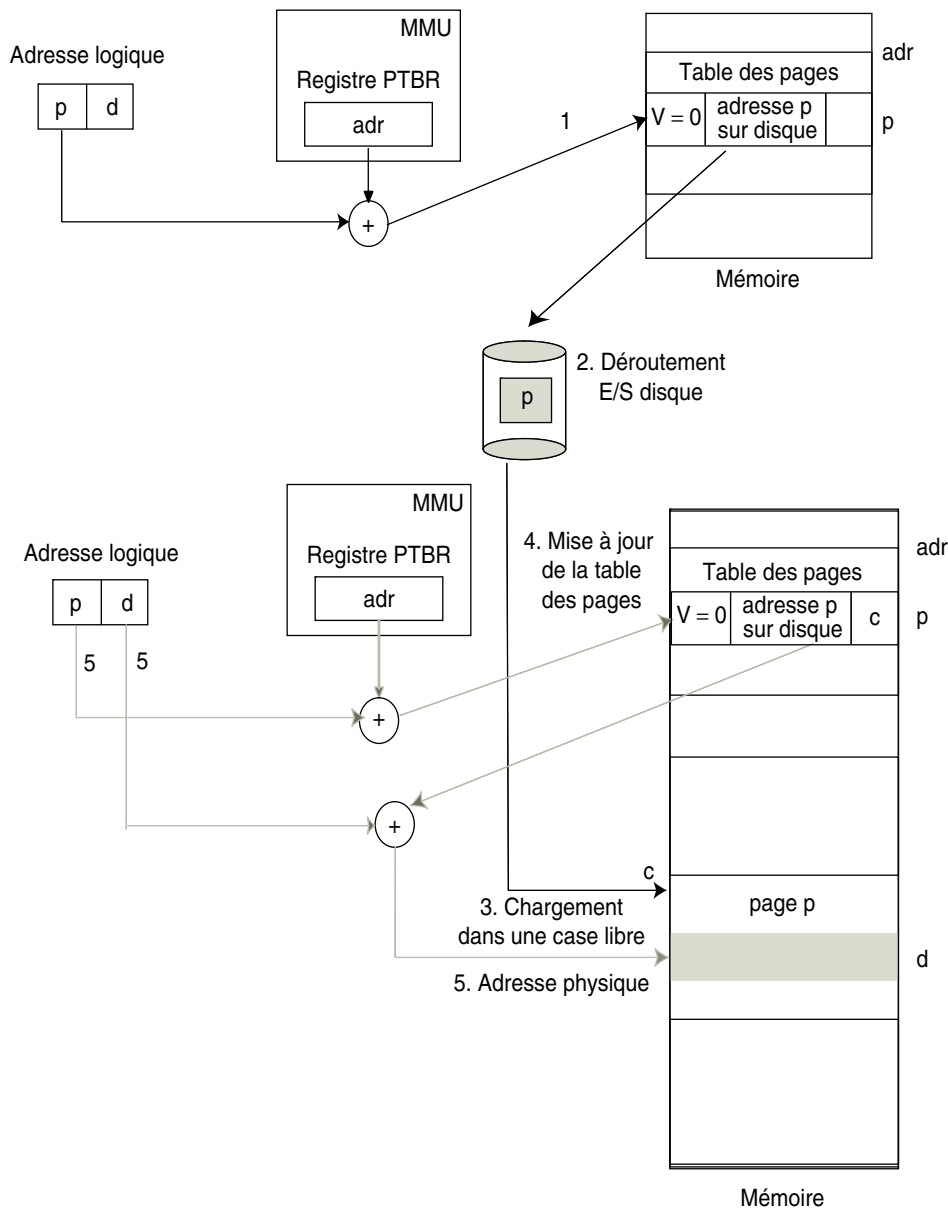 MMU
Adresse logique
Registre PTBR
p d
adr
adr
Table des pages
V = 0 adresse p
sur disque
p
1
+
Mémoire
2. Déroutement
E/S disque
p
MMU
Adresse logique
Registre PTBR
p d
adr
4. Mise à jour
de la table
des pages
adr
Table des pages
V = 0 adresse p
sur disque
c
p
5 5
+
+
c
page p
3. Chargement
dans une case libre
d
5. Adresse physique
Mémoire